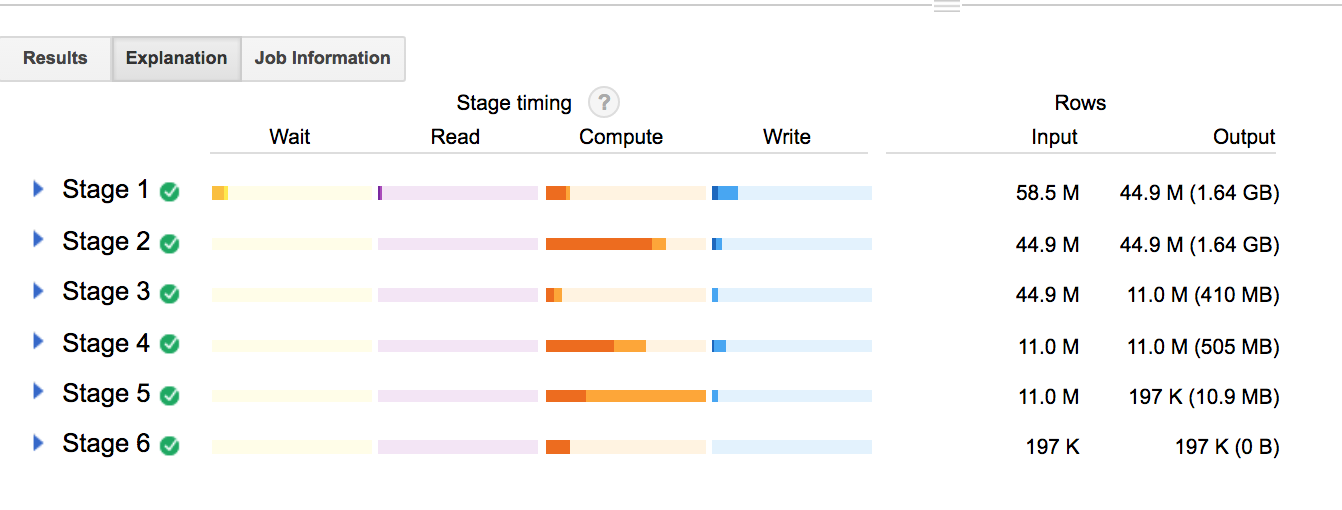 Results Explanation Job Information
Stage timing ? Rows
Wait Read Compute Write Input Output
Stage 1 58.5 M 44.9 M (1.64 GB)
Stage 2 44.9 M 44.9 M (1.64 GB)
Stage 3 44.9 M 11.0 M (410 MB)
Stage 4 11.0 M 11.0 M (505 MB)
Stage 5 11.0 M 197 K (10.9 MB)
Stage 6 197 K 197 K (0 B)